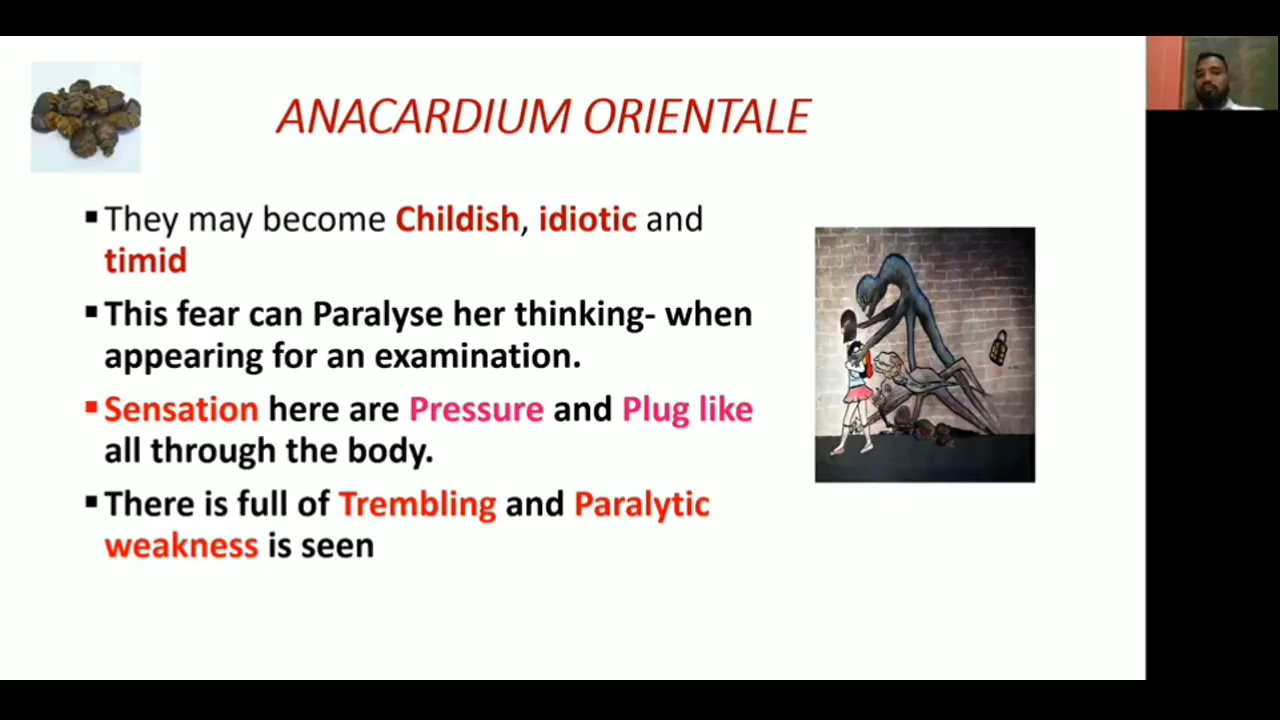 ANACARDIUM ORIENTALE
▪They may become Childish, idiotic and
timid
▪This fear can Paralyse her thinking- when
appearing for an examination.
▪Sensation here are Pressure and Plug like
all through the body.
▪There is full of Trembling and Paralytic
weakness is seen